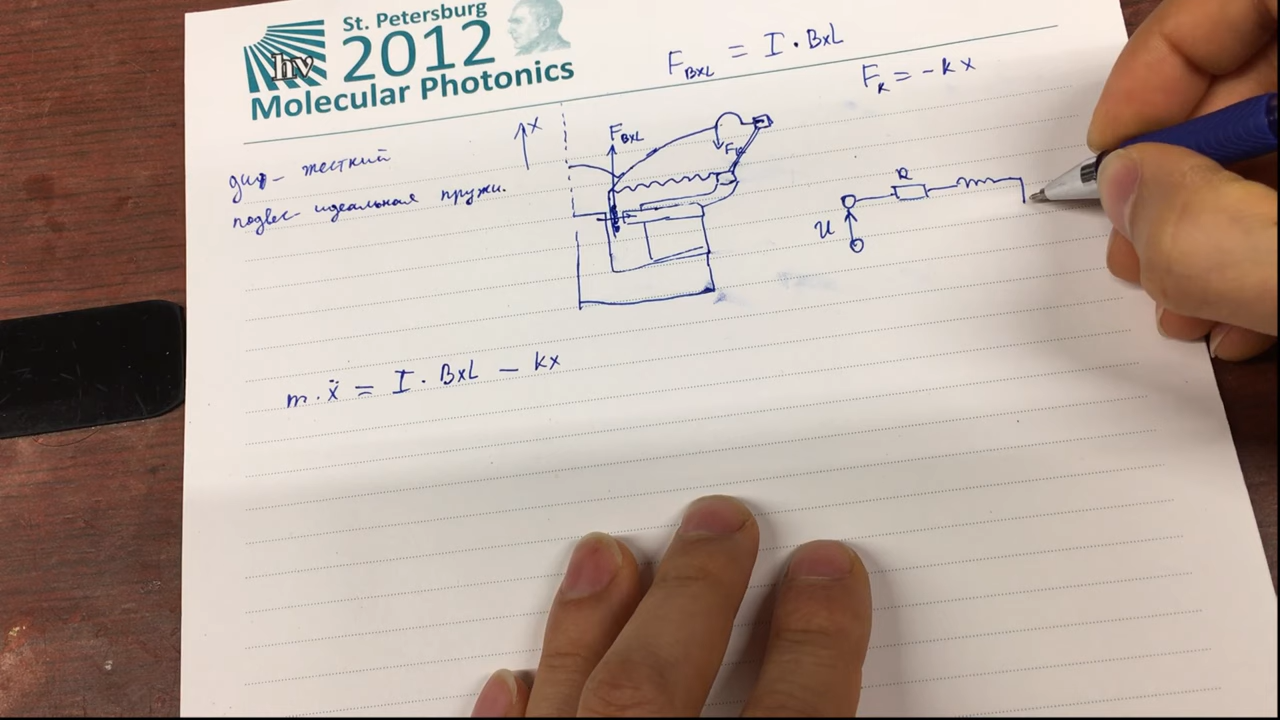 St. Petersburg
2012
hν
Molecular Photonics
F_BxL = I · BxL
F_k = -kx
диф- жесткий
подвес- идеальная пружи.
x
F_BxL
F_k
R
U
m · ẍ = I · BxL - kx